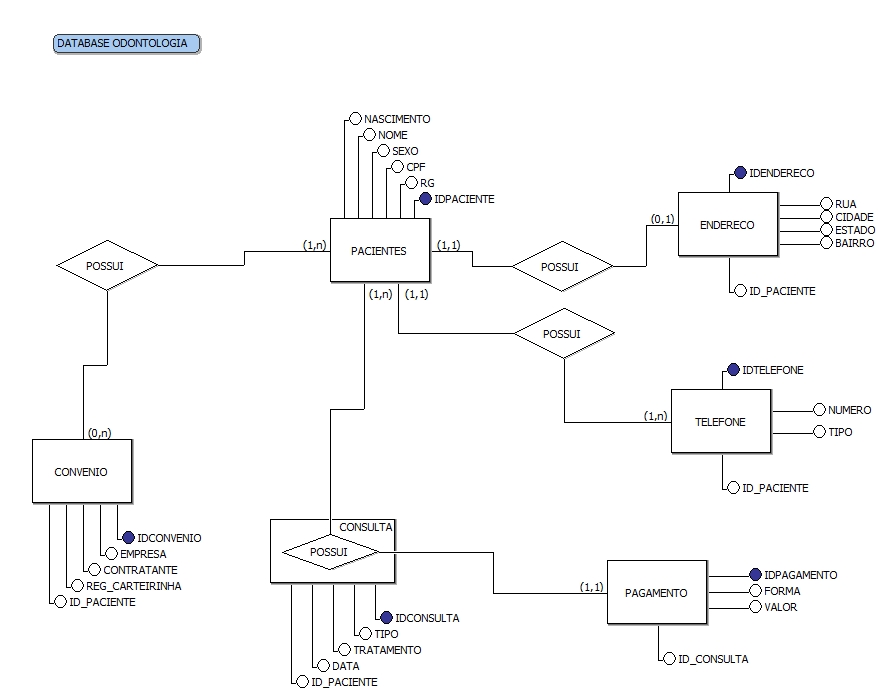 DATABASE ODONTOLOGIA
NASCIMENTO
NOME
SEXO
CPF
RG
IDPACIENTE
PACIENTES
(1,n)
(1,1)
(1,n)
(1,1)
POSSUI
POSSUI
(0,1)
IDENDERECO
ENDERECO
RUA
CIDADE
ESTADO
BAIRRO
ID_PACIENTE
POSSUI
(1,n)
IDTELEFONE
TELEFONE
NUMERO
TIPO
ID_PACIENTE
(0,n)
CONVENIO
IDCONVENIO
EMPRESA
CONTRATANTE
REG_CARTEIRINHA
ID_PACIENTE
CONSULTA
POSSUI
IDCONSULTA
TIPO
TRATAMENTO
DATA
ID_PACIENTE
(1,1)
PAGAMENTO
IDPAGAMENTO
FORMA
VALOR
ID_CONSULTA